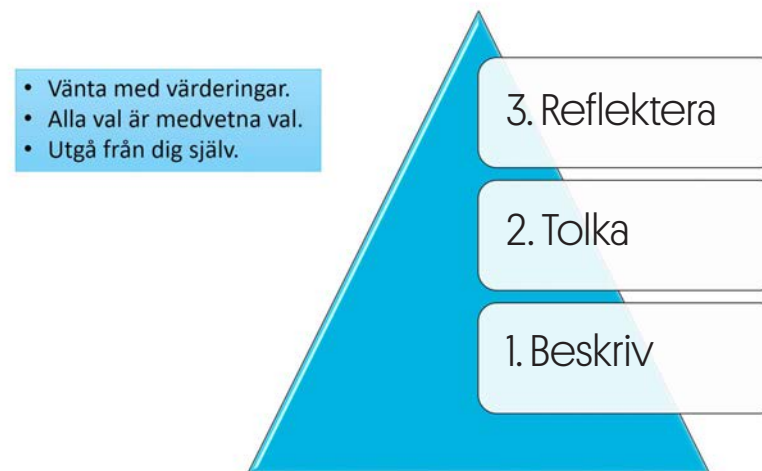 • Vänta med värderingar.
• Alla val är medvetna val.
• Utgå från dig själv.
3. Reflektera
2. Tolka
1. Beskriv